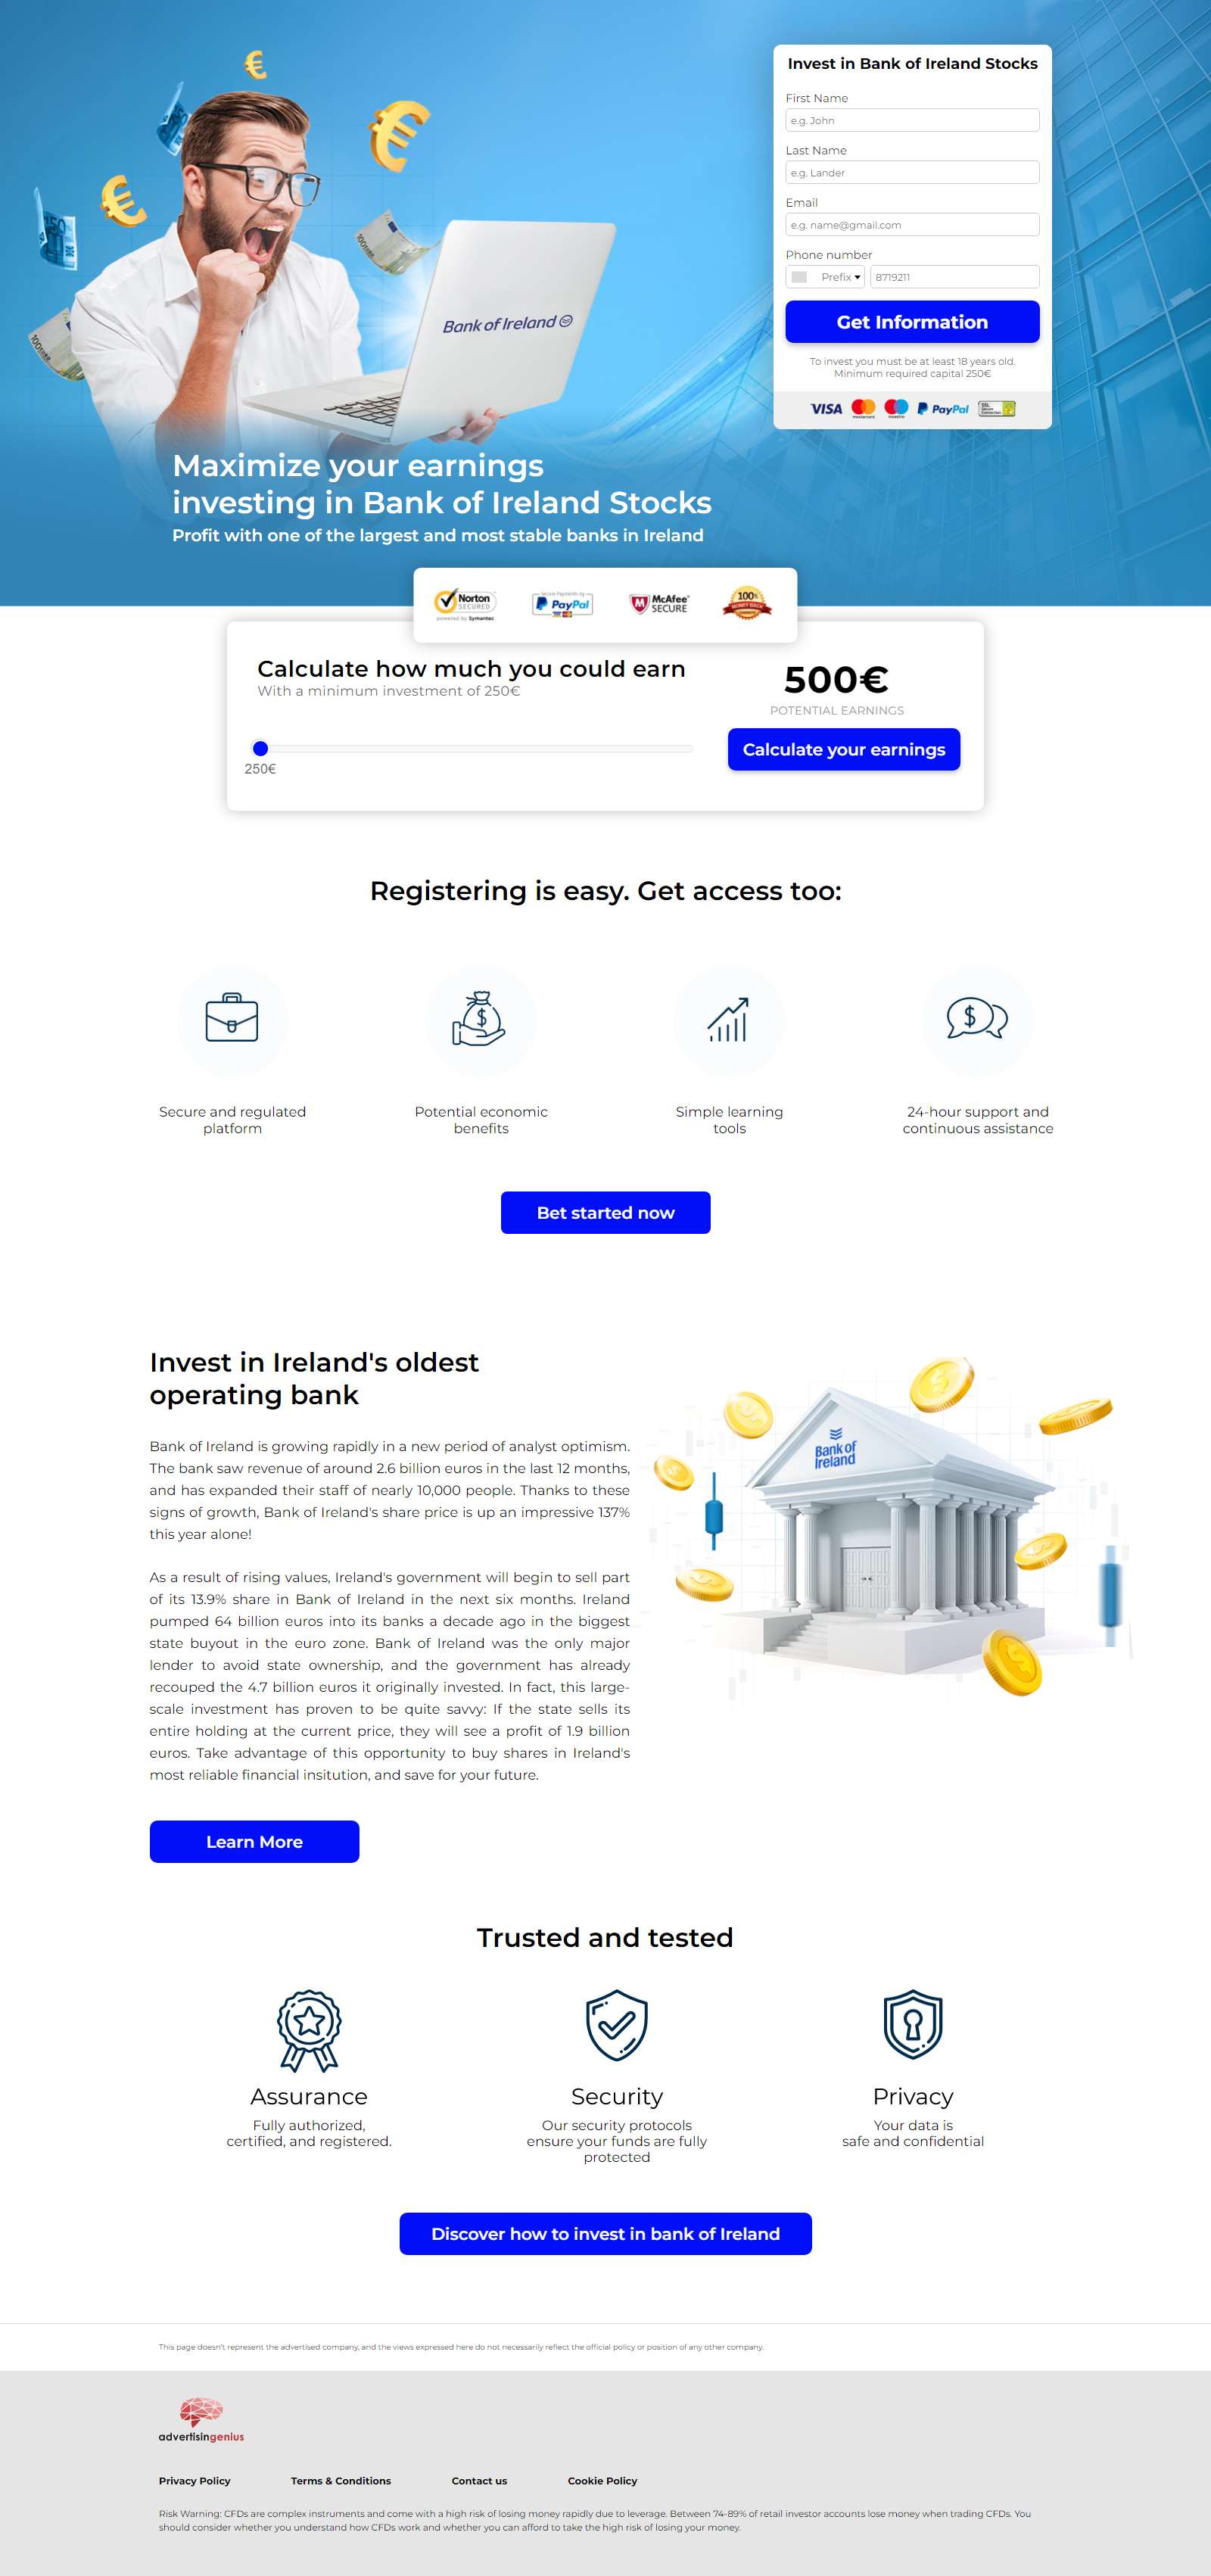 Invest in Bank of Ireland Stocks
First Name
e.g. John
Last Name
e.g. Lander
Email
e.g. name@gmail.com
Phone number
Prefix
8719211
Get Information
To invest you must be at least 18 years old.
Minimum required capital 250€
VISA
mastercard
maestro
PayPal
SSL
Secure
Connection
100
Bank of Ireland
Maximize your earnings
investing in Bank of Ireland Stocks
Profit with one of the largest and most stable banks in Ireland
Norton
SECURED
powered by Symantec
Secure Payments by
PayPal
McAfee
SECURE
100%
MONEY BACK
Calculate how much you could earn
With a minimum investment of 250€
250€
500€
POTENTIAL EARNINGS
Calculate your earnings
Registering is easy. Get access too:
Secure and regulated
platform
Potential economic
benefits
Simple learning
tools
24-hour support and
continuous assistance
Bet started now
Invest in Ireland's oldest
operating bank
Bank of Ireland is growing rapidly in a new period of analyst optimism.
The bank saw revenue of around 2.6 billion euros in the last 12 months,
and has expanded their staff of nearly 10,000 people. Thanks to these
signs of growth, Bank of Ireland's share price is up an impressive 137%
this year alone!
As a result of rising values, Ireland's government will begin to sell part
of its 13.9% share in Bank of Ireland in the next six months. Ireland
pumped 64 billion euros into its banks a decade ago in the biggest
state buyout in the euro zone. Bank of Ireland was the only major
lender to avoid state ownership, and the government has already
recouped the 4.7 billion euros it originally invested. In fact, this large-
scale investment has proven to be quite savvy: If the state sells its
entire holding at the current price, they will see a profit of 1.9 billion
euros. Take advantage of this opportunity to buy shares in Ireland's
most reliable financial insitution, and save for your future.
Bank of
Ireland
Learn More
Trusted and tested
Assurance
Fully authorized,
certified, and registered.
Security
Our security protocols
ensure your funds are fully
protected
Privacy
Your data is
safe and confidential
Discover how to invest in bank of Ireland
This page doesn't represent the advertised company, and the views expressed here do not necessarily reflect the official policy or position of any other company.
advertisingenius
Privacy Policy
Terms & Conditions
Contact us
Cookie Policy
Risk Warning: CFDs are complex instruments and come with a high risk of losing money rapidly due to leverage. Between 74-89% of retail investor accounts lose money when trading CFDs. You
should consider whether you understand how CFDs work and whether you can afford to take the high risk of losing your money.